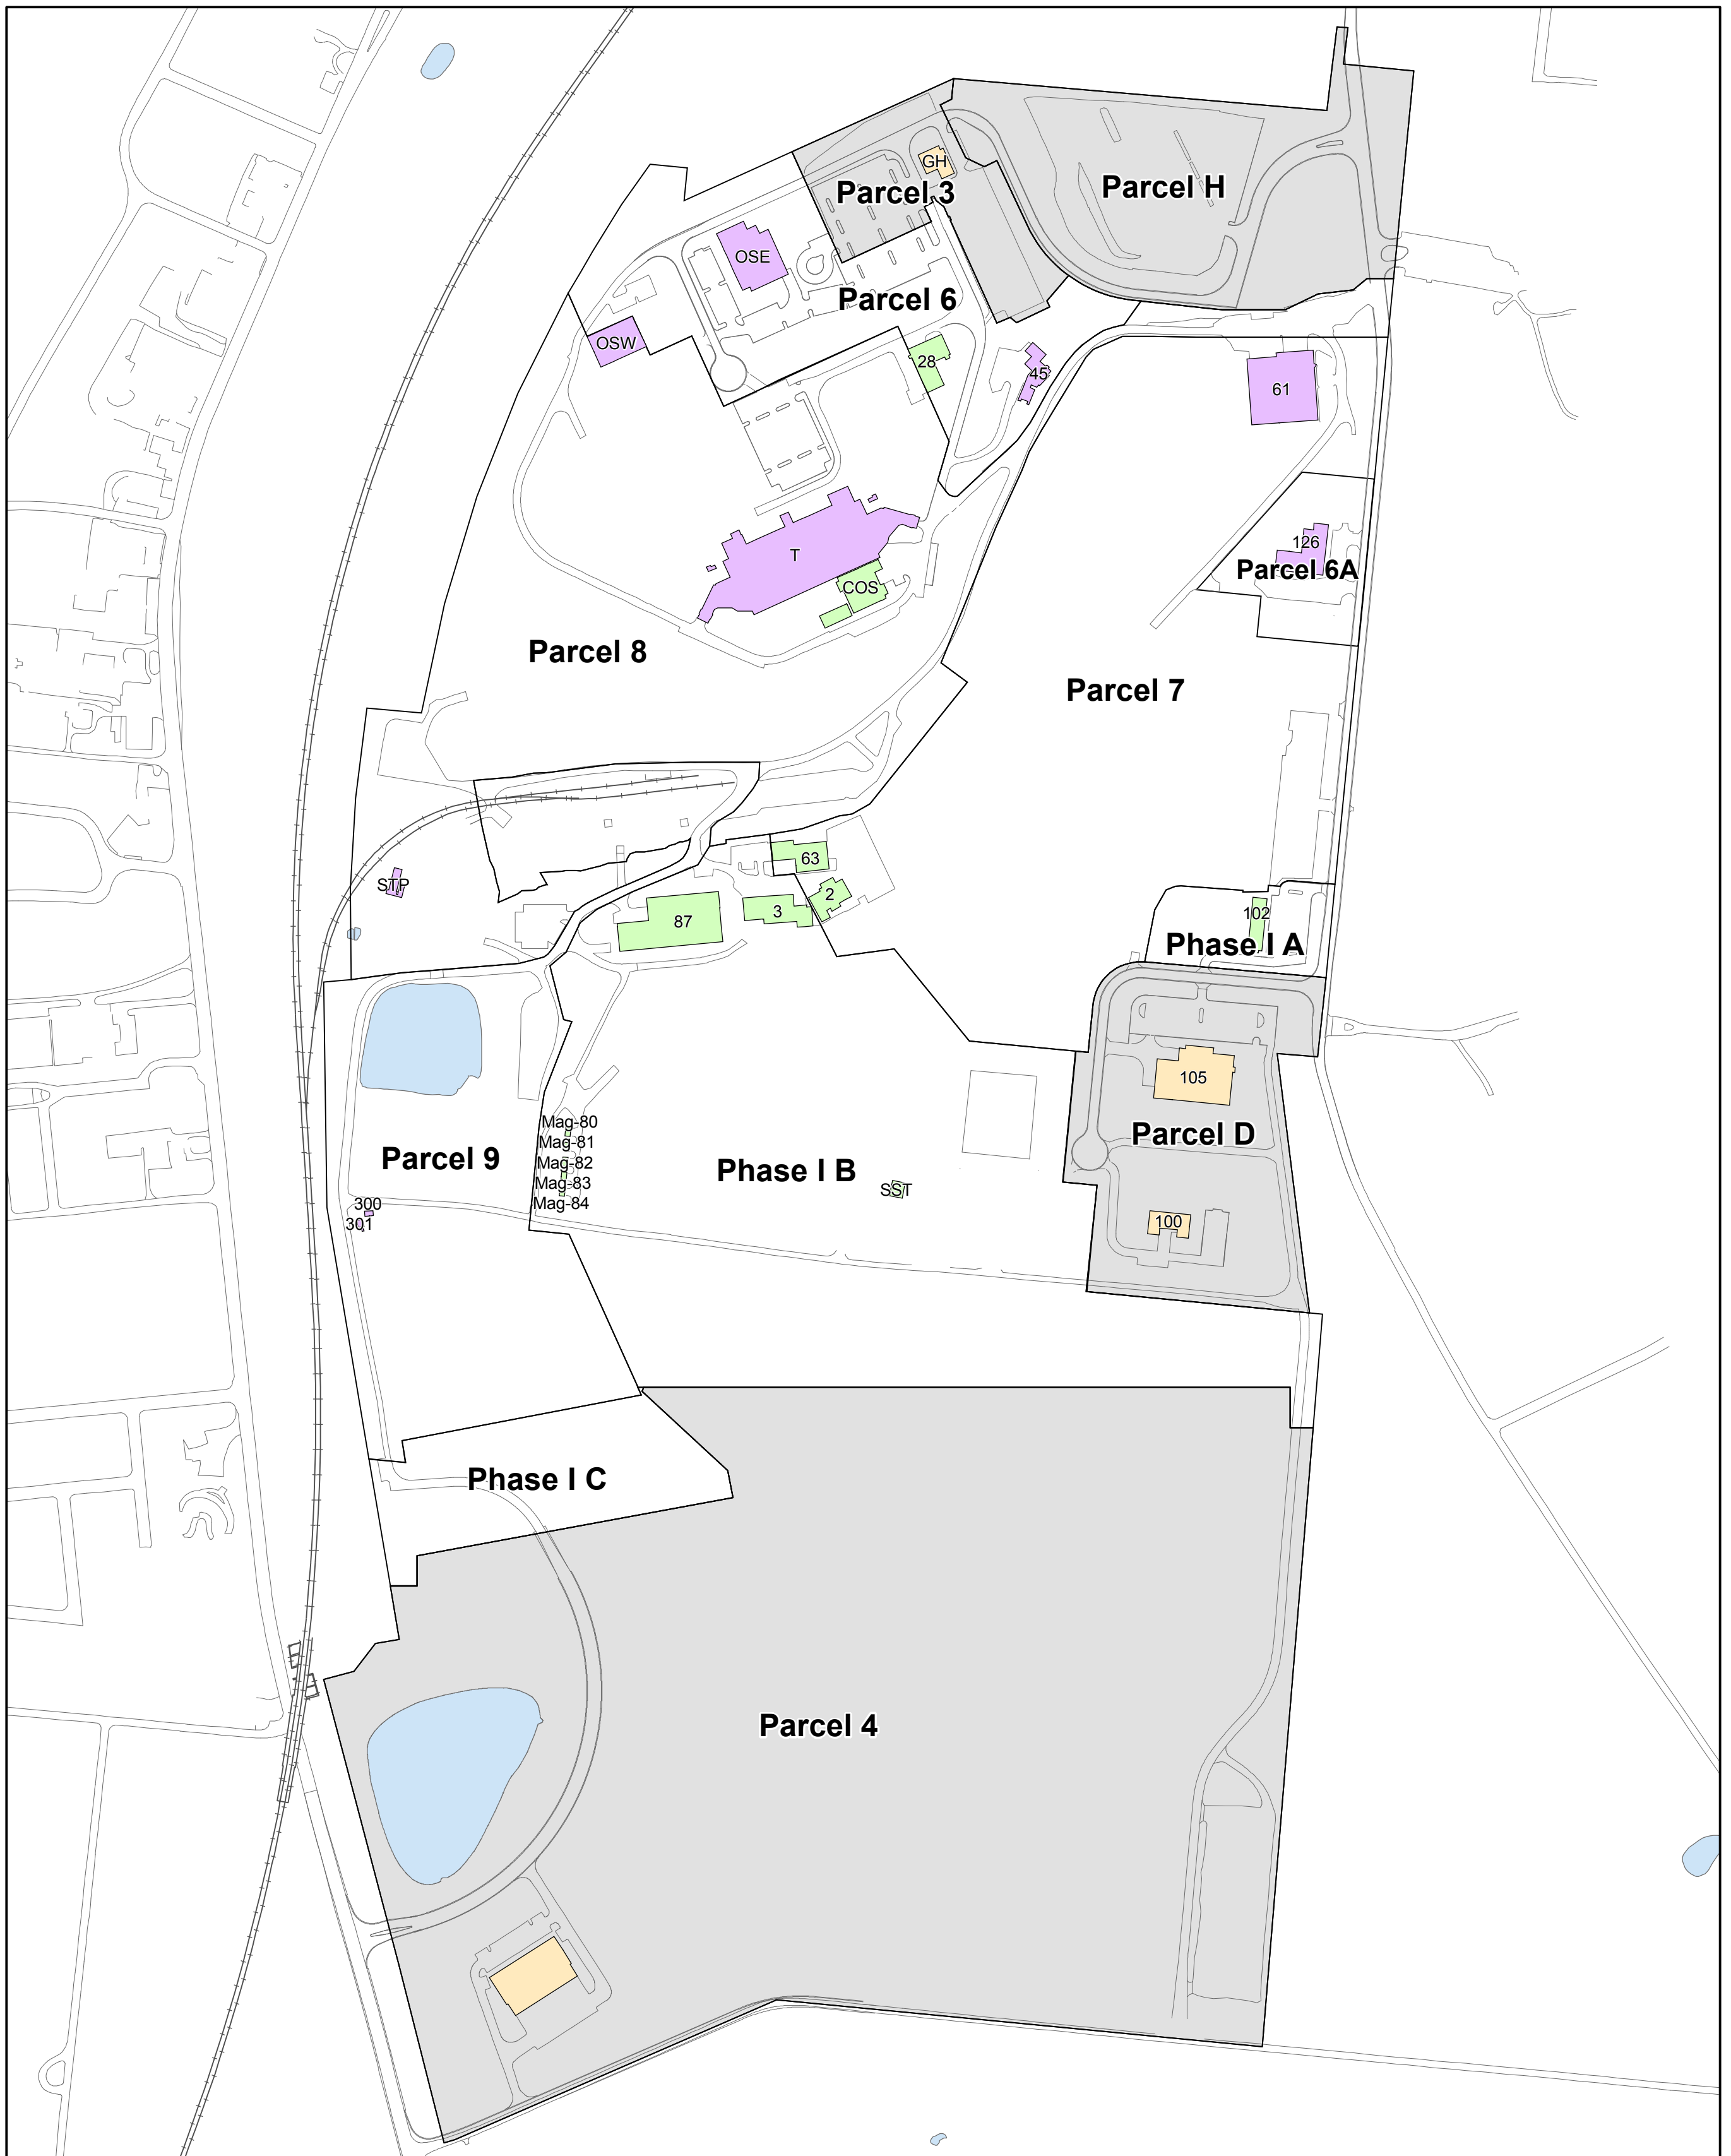 GH
Parcel H
Parcel 3
OSE
Parcel 6
OSW
28
45
61
126
T
Parcel 6A
COS
Parcel 8
Parcel 7
63
STP
2
3
102
87
Phase I A
105
Mag-80
Parcel D
Mag-81
Parcel 9
Mag-82
Phase I B
Mag-83
SST
Mag-84
300
100
301
Phase I C
Parcel 4